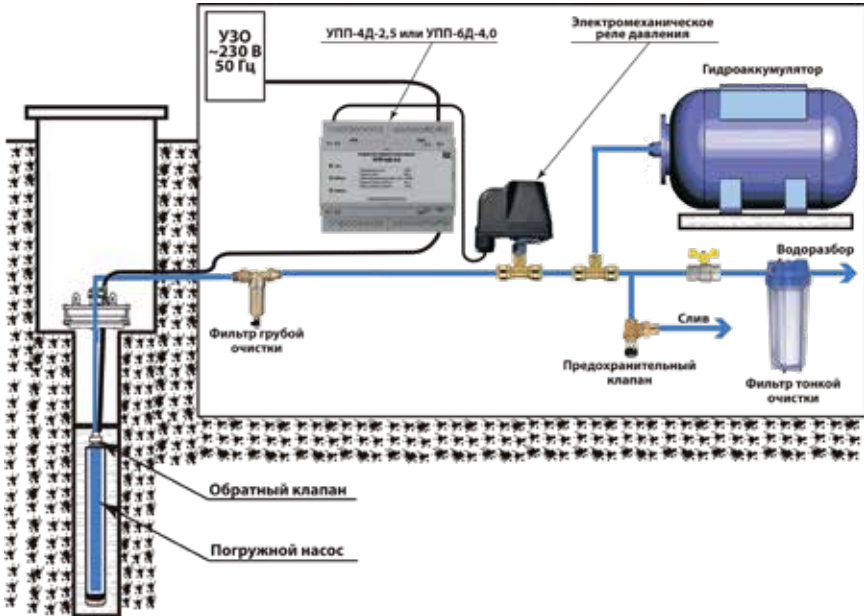 УЗО
~230 В
50 Гц
УПП-4Д-2,5 или УПП-6Д-4,0
Электромеханическое
реле давления
Гидроаккумулятор
Водоразбор
Фильтр грубой
очистки
Слив
Предохранительный
клапан
Фильтр тонкой
очистки
Обратный клапан
Погружной насос